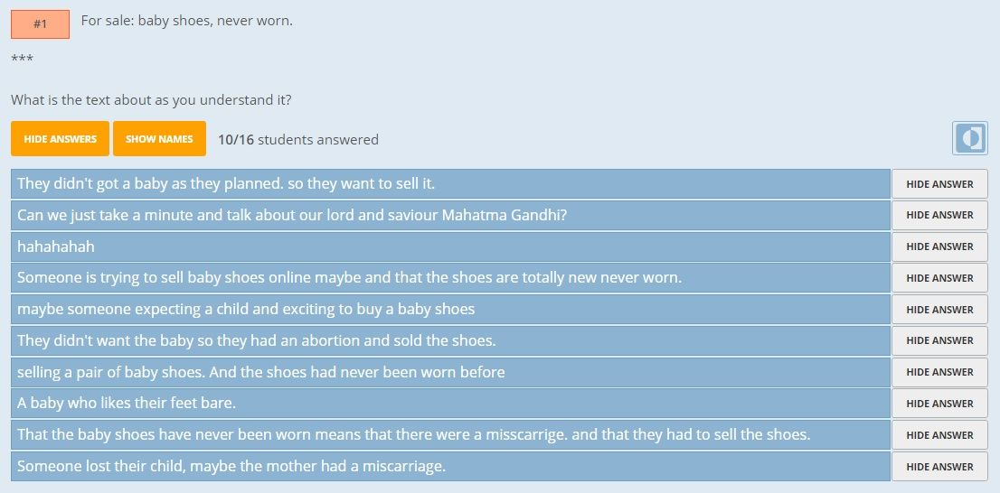 #1 For sale: baby shoes, never worn.
***
What is the text about as you understand it?
HIDE ANSWERS SHOW NAMES 10/16 students answered
They didn't got a baby as they planned. so they want to sell it. HIDE ANSWER
Can we just take a minute and talk about our lord and saviour Mahatma Gandhi? HIDE ANSWER
hahahahah HIDE ANSWER
Someone is trying to sell baby shoes online maybe and that the shoes are totally new never worn. HIDE ANSWER
maybe someone expecting a child and exciting to buy a baby shoes HIDE ANSWER
They didn't want the baby so they had an abortion and sold the shoes. HIDE ANSWER
selling a pair of baby shoes. And the shoes had never been worn before HIDE ANSWER
A baby who likes their feet bare. HIDE ANSWER
That the baby shoes have never been worn means that there were a misscarrige. and that they had to sell the shoes. HIDE ANSWER
Someone lost their child, maybe the mother had a miscarriage. HIDE ANSWER